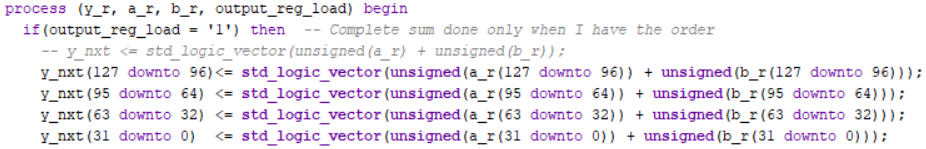 process (y_r, a_r, b_r, output_reg_load) begin
if(output_reg_load = '1') then -- Complete sum done only when I have the order
-- y_nxt <= std_logic_vector(unsigned(a_r) + unsigned(b_r));
y_nxt(127 downto 96)<= std_logic_vector(unsigned(a_r(127 downto 96)) + unsigned(b_r(127 downto 96)));
y_nxt(95 downto 64) <= std_logic_vector(unsigned(a_r(95 downto 64)) + unsigned(b_r(95 downto 64)));
y_nxt(63 downto 32) <= std_logic_vector(unsigned(a_r(63 downto 32)) + unsigned(b_r(63 downto 32)));
y_nxt(31 downto 0) <= std_logic_vector(unsigned(a_r(31 downto 0)) + unsigned(b_r(31 downto 0)));